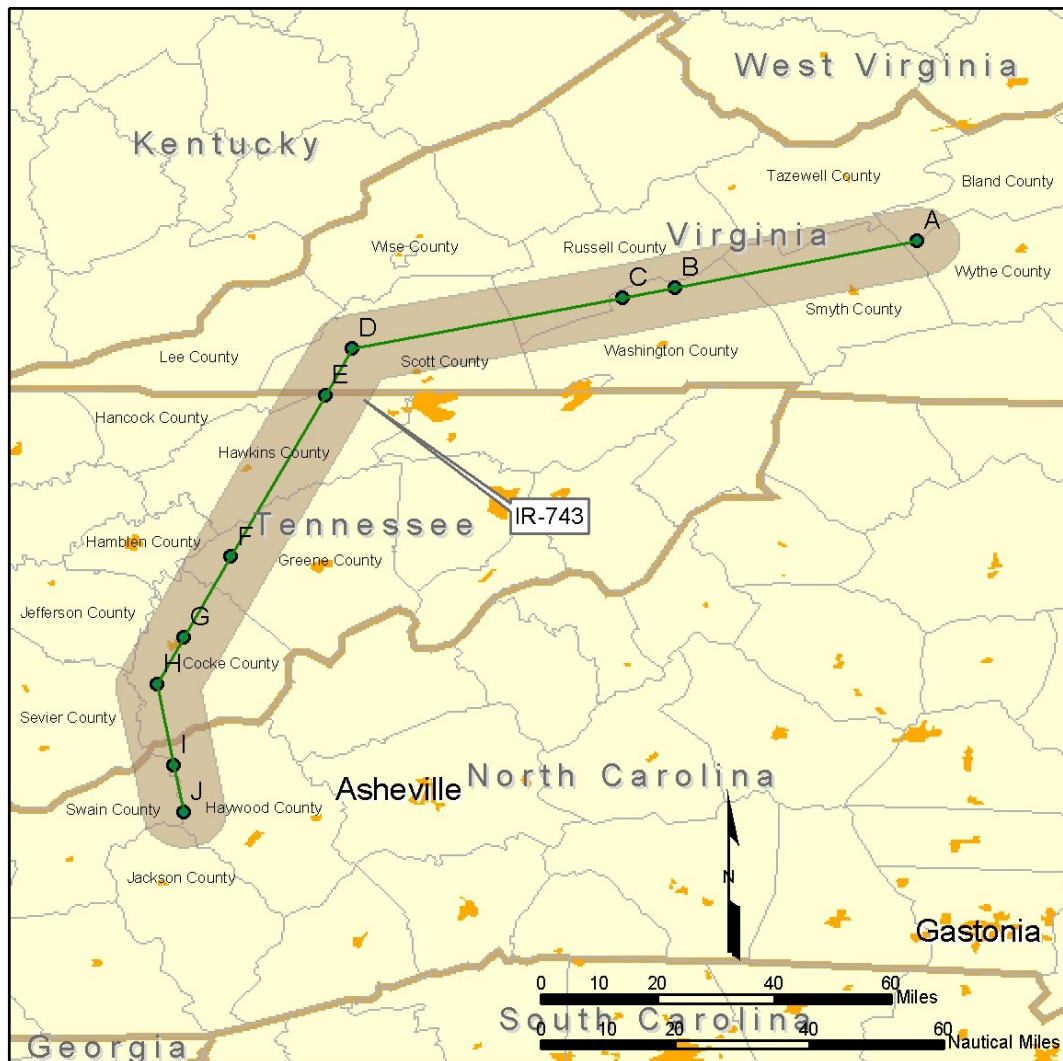 West Virginia
Kentucky
Tazewell County
Bland County
A
Wise County
Russell County
Virginia
B
C
Wythe County
Smyth County
D
Lee County
Scott County
Washington County
E
Hancock County
Hawkins County
IR-743
Tennessee
F
Hamblen County
Greene County
Jefferson County
G
H
Cocke County
Sevier County
I
North Carolina
J
Asheville
Swain County
Haywood County
Jackson County
N
Gastonia
0 10 20 40 60
Miles
South Carolina
0 10 20 40 60
Nautical Miles
Georgia